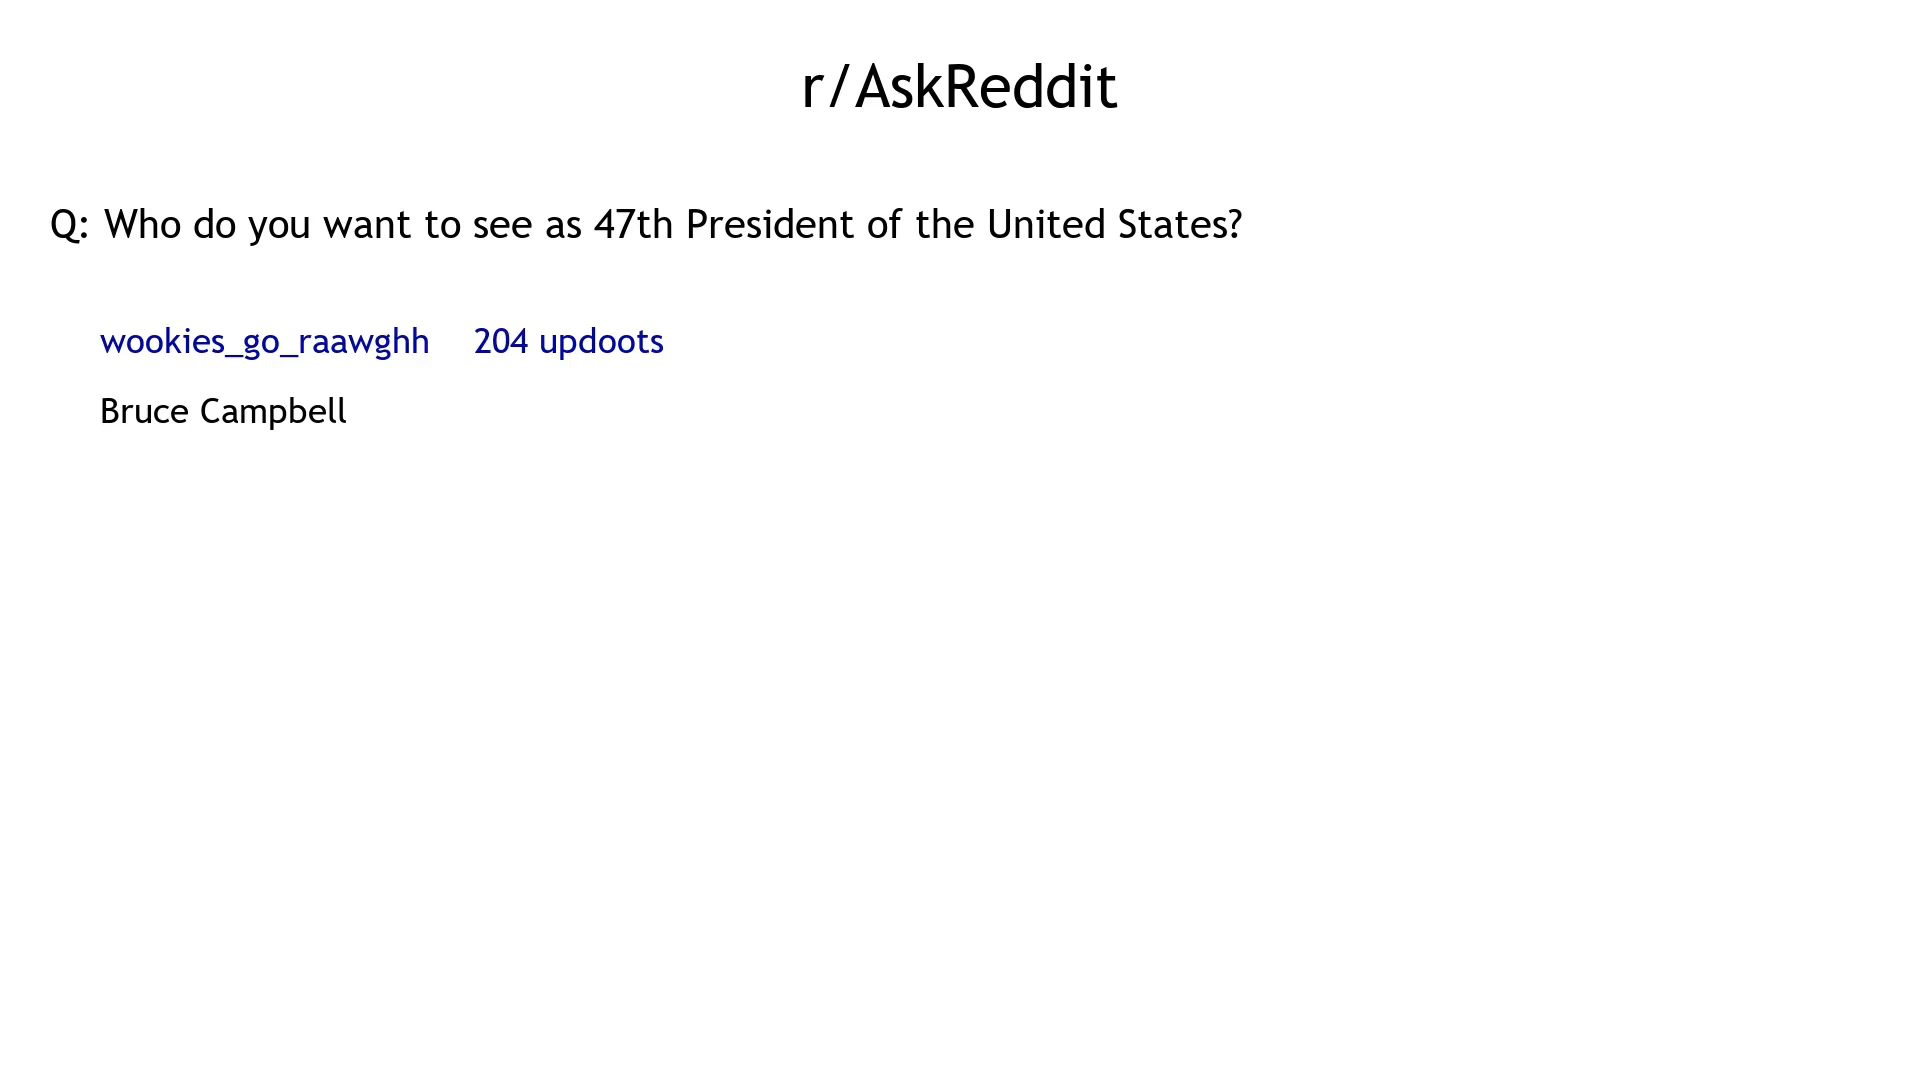 r/AskReddit
Q: Who do you want to see as 47th President of the United States?
wookies_go_raawghh 204 updoots
Bruce Campbell